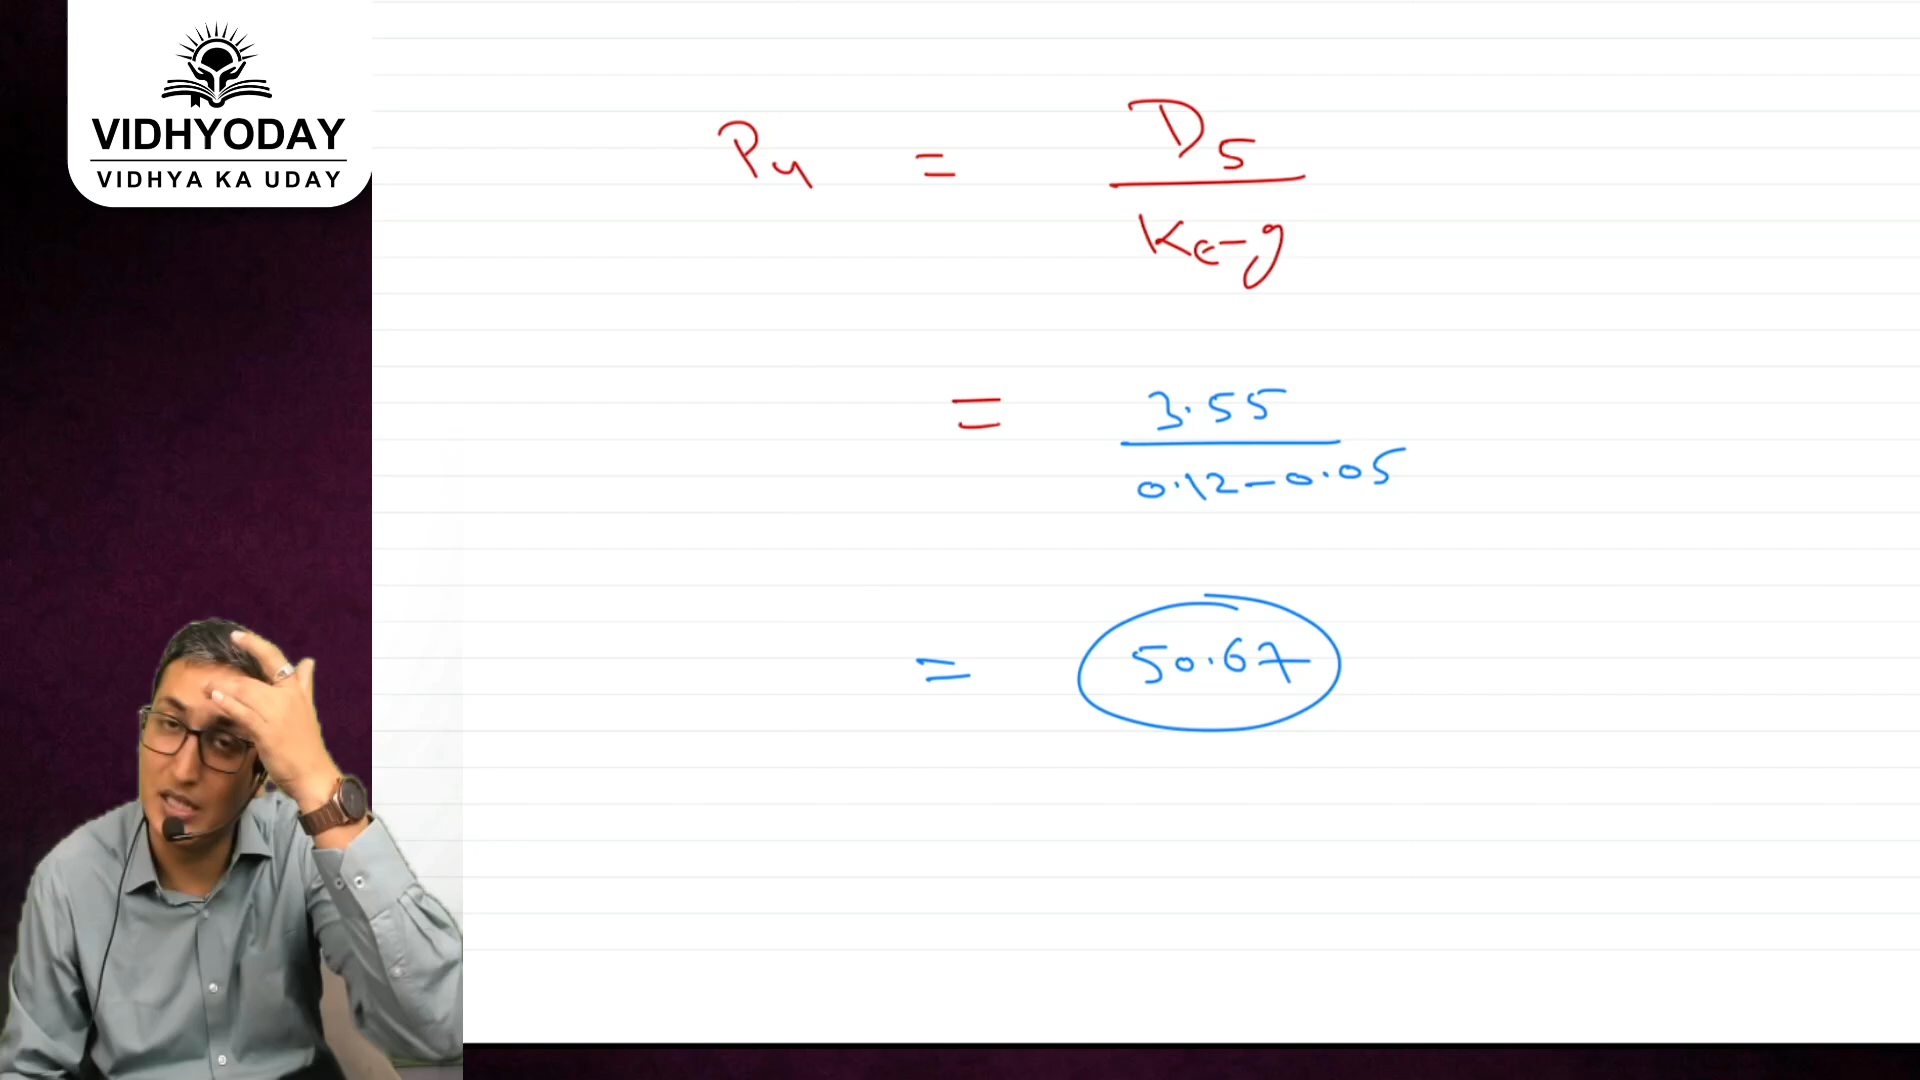 VIDHYODAY
VIDHYA KA UDAY
P4 = D5 / Ke-g
= 3.55 / 0.12-0.05
= 50.67